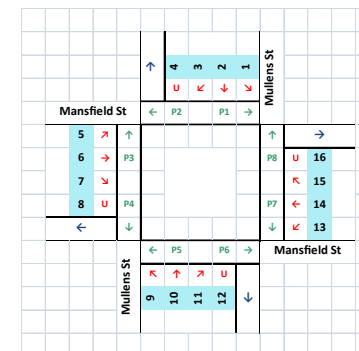 4 3 2 1
Mullens St
U
Mansfield St
P2 P1
5
6 P3
7
8 U P4
P8 U 16
15
P7 14
13
P5 P6
Mansfield St
Mullens St
U
9 10 11 12